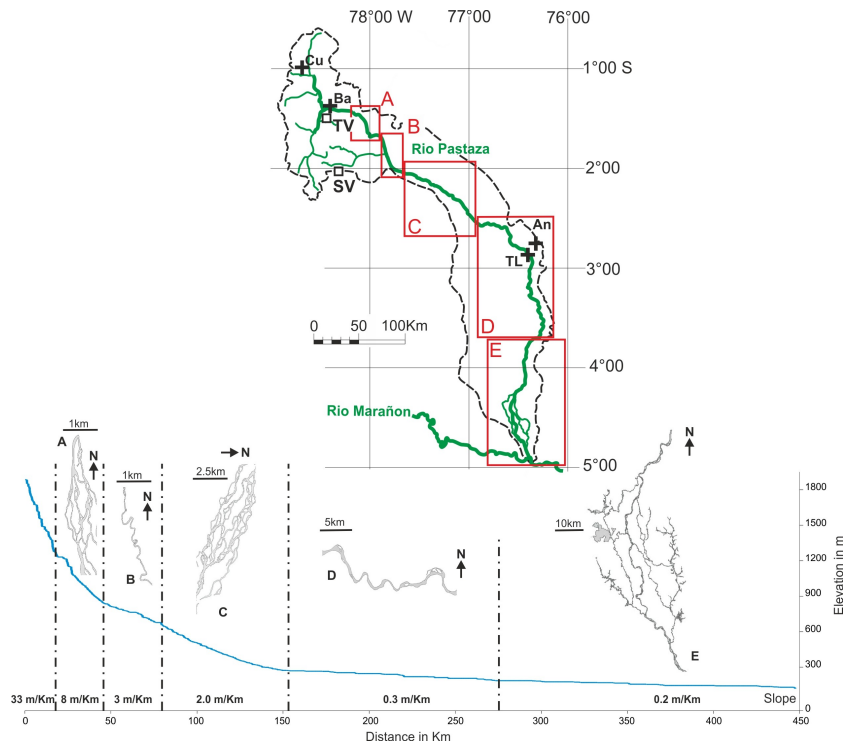 78°00' W 77°00' 76°00'
Cu
1°00 S
Ba
A
TV
B
Rio Pastaza
2°00'
SV
C
An
TL
3°00'
0 50 100Km
D
E
4°00'
Rio Marañon
5°00'
1km
A
N
1km
N
B
2.5km
N
C
5km
N
D
10km
N
E
1800
1500
1200
900
600
300
0
Elevation in m
33 m/Km 8 m/Km 3 m/Km 2.0 m/Km 0.3 m/Km 0.2 m/Km Slope
0 50 100 150 200 250 300 350 400 450
Distance in Km